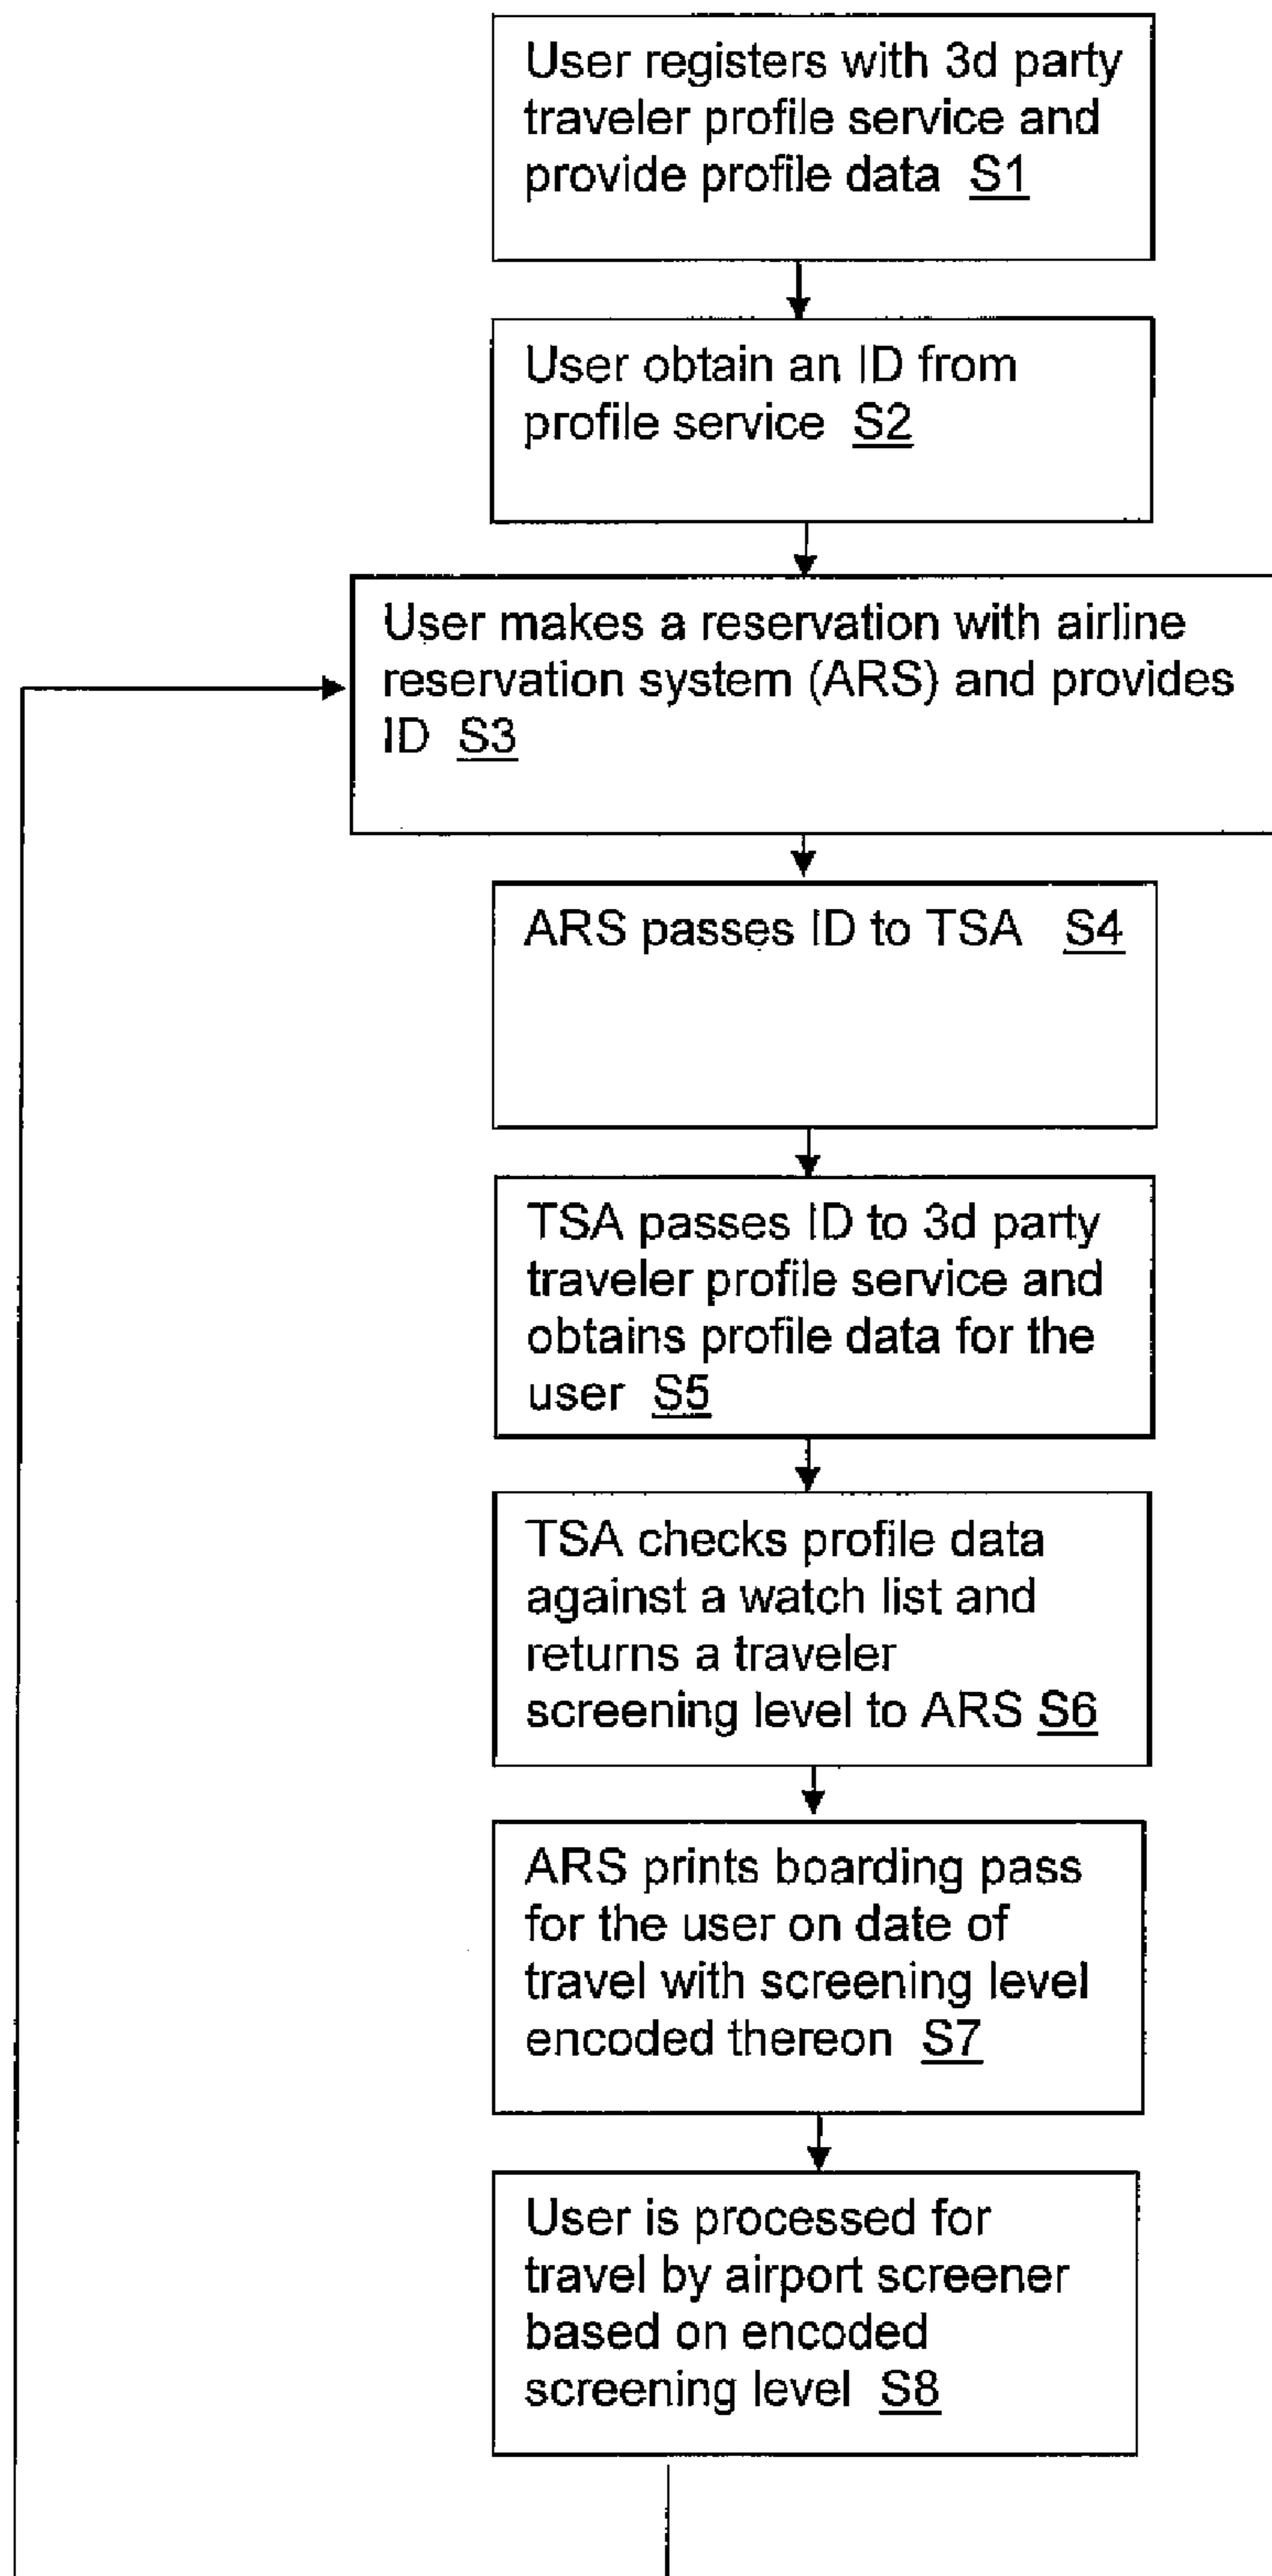 User registers with 3d party
traveler profile service and
provide profile data S1
User obtain an ID from
profile service S2
User makes a reservation with airline
reservation system (ARS) and provides
ID S3
ARS passes ID to TSA S4
TSA passes ID to 3d party
traveler profile service and
obtains profile data for the
user S5
TSA checks profile data
against a watch list and
returns a traveler
screening level to ARS S6
ARS prints boarding pass
for the user on date of
travel with screening level
encoded thereon S7
User is processed for
travel by airport screener
based on encoded
screening level S8